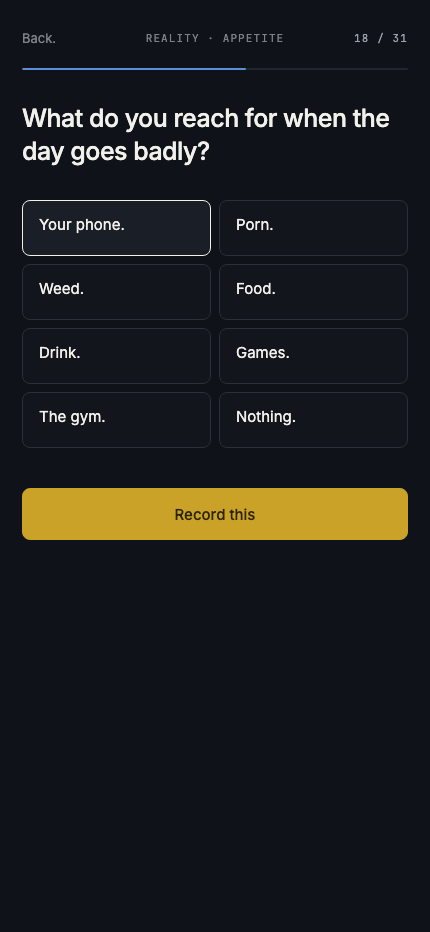 Back.
REALITY · APPETITE
18 / 31
What do you reach for when the
day goes badly?
Your phone.
Porn.
Weed.
Food.
Drink.
Games.
The gym.
Nothing.
Record this